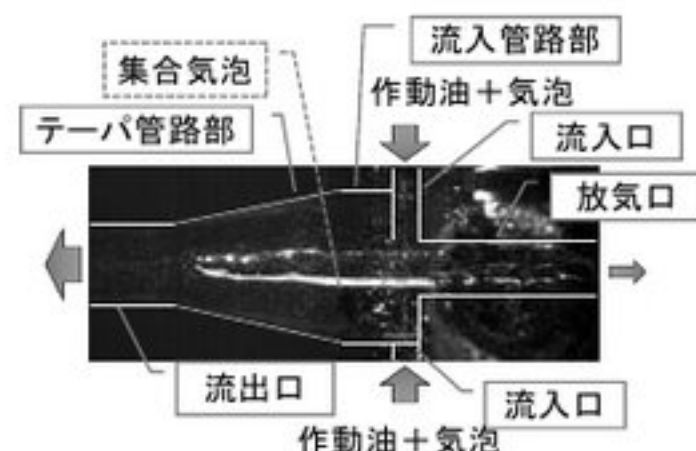 流入管路部
集合気泡
作動油+気泡
テーパ管路部
流入口
放気口
流出口
流入口
作動油+気泡